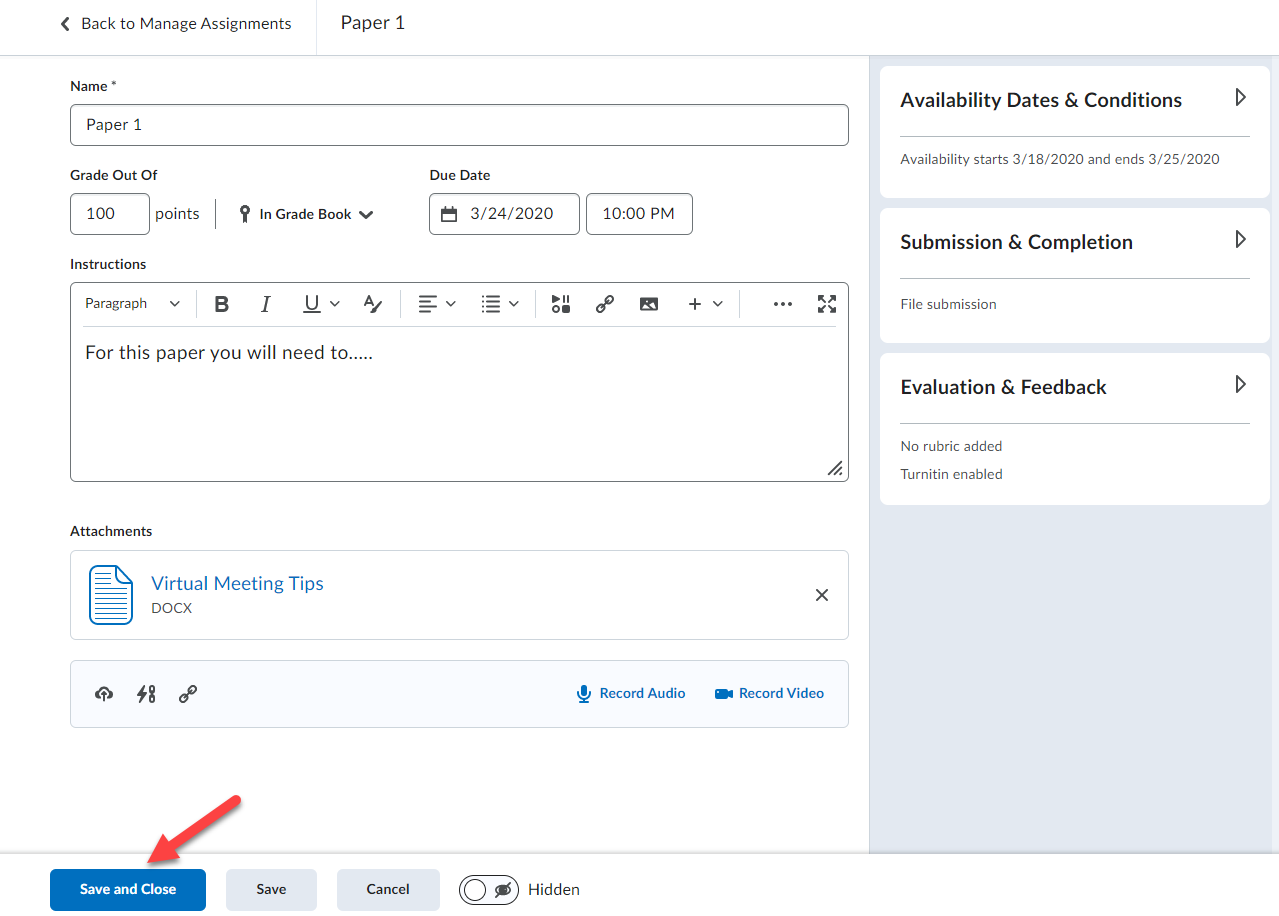 Back to Manage Assignments
Paper 1
Name *
Paper 1
Grade Out Of
100 points
In Grade Book
Due Date
3/24/2020
10:00 PM
Instructions
Paragraph
B I U A
For this paper you will need to.....
Attachments
Virtual Meeting Tips
DOCX
Record Audio
Record Video
Save and Close
Save
Cancel
Hidden
Availability Dates & Conditions
Availability starts 3/18/2020 and ends 3/25/2020
Submission & Completion
File submission
Evaluation & Feedback
No rubric added
Turnitin enabled